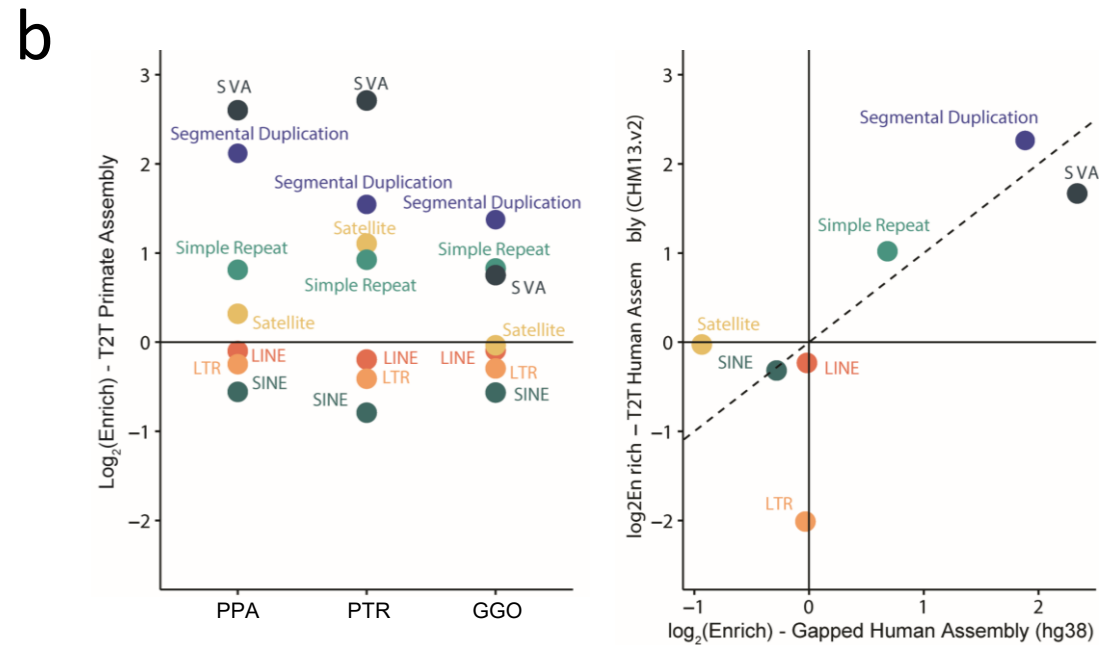 b
Log2(Enrich) - T2T Primate Assembly
3
2
1
0
−1
−2
SVA
Segmental Duplication
Simple Repeat
Satellite
LINE
LTR
SINE
SVA
Segmental Duplication
Satellite
Simple Repeat
LINE
LTR
SINE
Segmental Duplication
Simple Repeat
SVA
Satellite
LINE
LTR
SINE
PPA
PTR
GGO
log2En rich – T2T Human Assem bly (CHM13.v2)
3
2
1
0
−1
−2
Segmental Duplication
SVA
Simple Repeat
Satellite
SINE
LINE
LTR
−1
0
1
2
log2(Enrich) - Gapped Human Assembly (hg38)